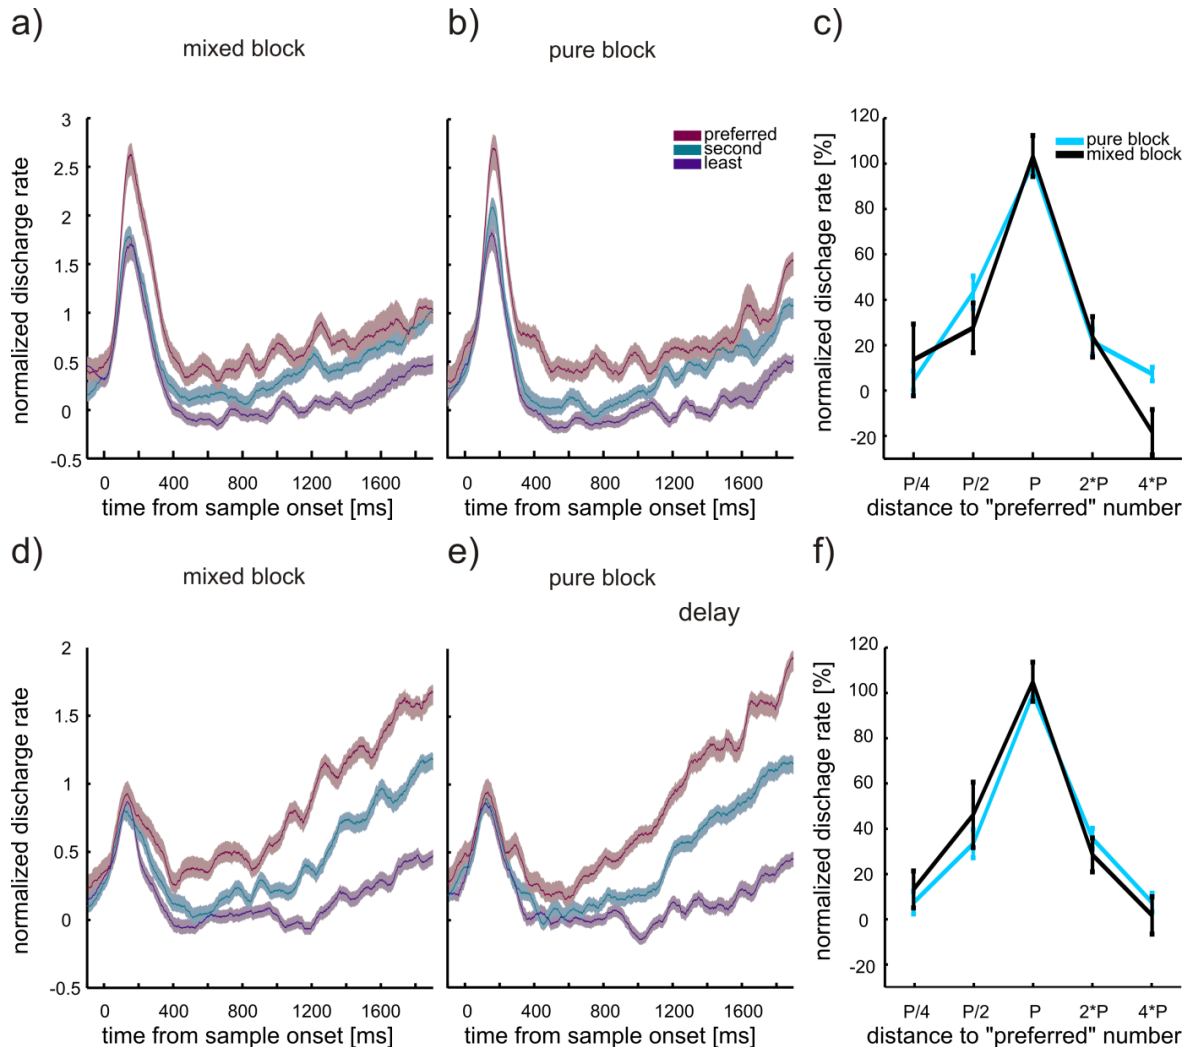 a)
mixed block
b)
pure block
c)
3
2.5
2
1.5
1
0.5
0
-0.5
normalized discharge rate
0 400 800 1200 1600
time from sample onset [ms]
preferred
second
least
0 400 800 1200 1600
time from sample onset [ms]
120
100
80
60
40
20
0
-20
normalized dischage rate [%]
pure block
mixed block
P/4 P/2 P 2*P 4*P
distance to "preferred" number
d)
mixed block
e)
pure block
delay
f)
2
1.5
1
0.5
0
-0.5
normalized discharge rate
0 400 800 1200 1600
time from sample onset [ms]
0 400 800 1200 1600
time from sample onset [ms]
120
100
80
60
40
20
0
-20
normalized dischage rate [%]
P/4 P/2 P 2*P 4*P
distance to "preferred" number